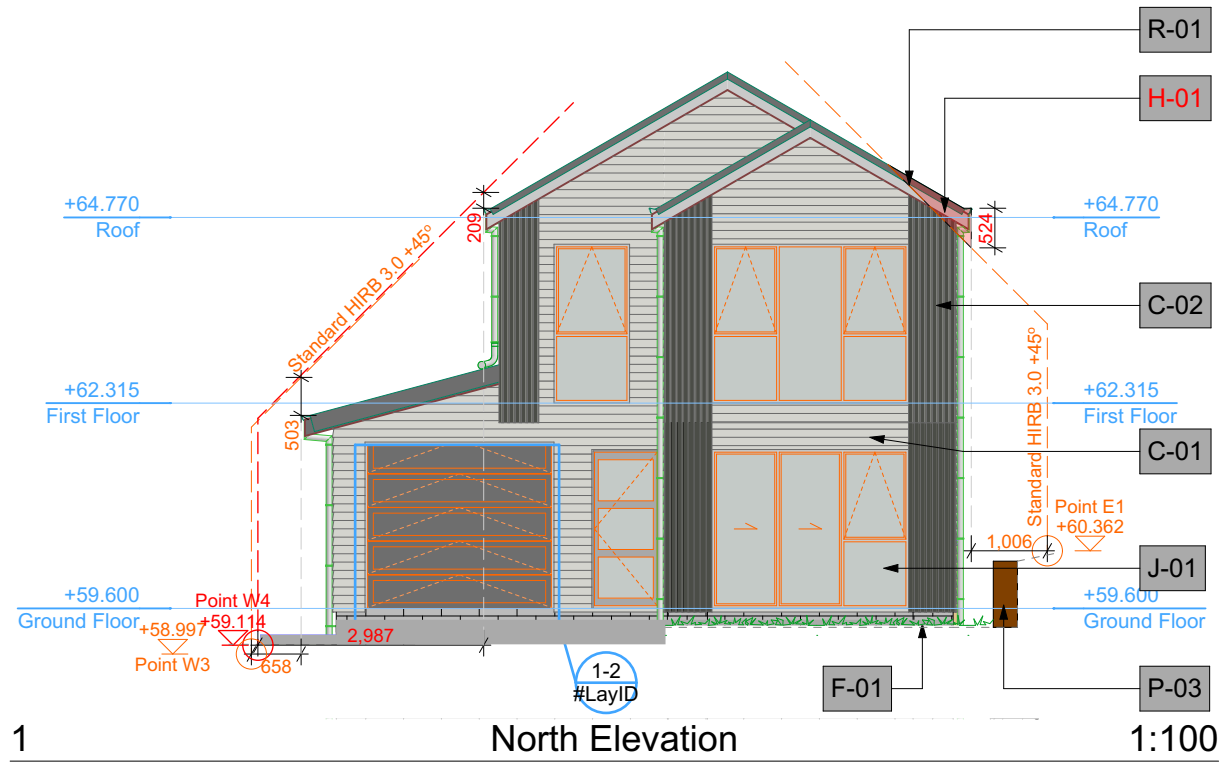 R-01
H-01
+64.770
Roof
209
524
+64.770
Roof
Standard HIRB 3.0 +45º
C-02
+62.315
First Floor
503
Standard HIRB 3.0 +45º
+62.315
First Floor
C-01
Point E1
+60.362
1,006
J-01
+59.600
Ground Floor
Point W4
+59.114
+58.997
Point W3
658
2,987
+59.600
Ground Floor
1-2
#LayID
F-01
P-03
1
North Elevation
1:100